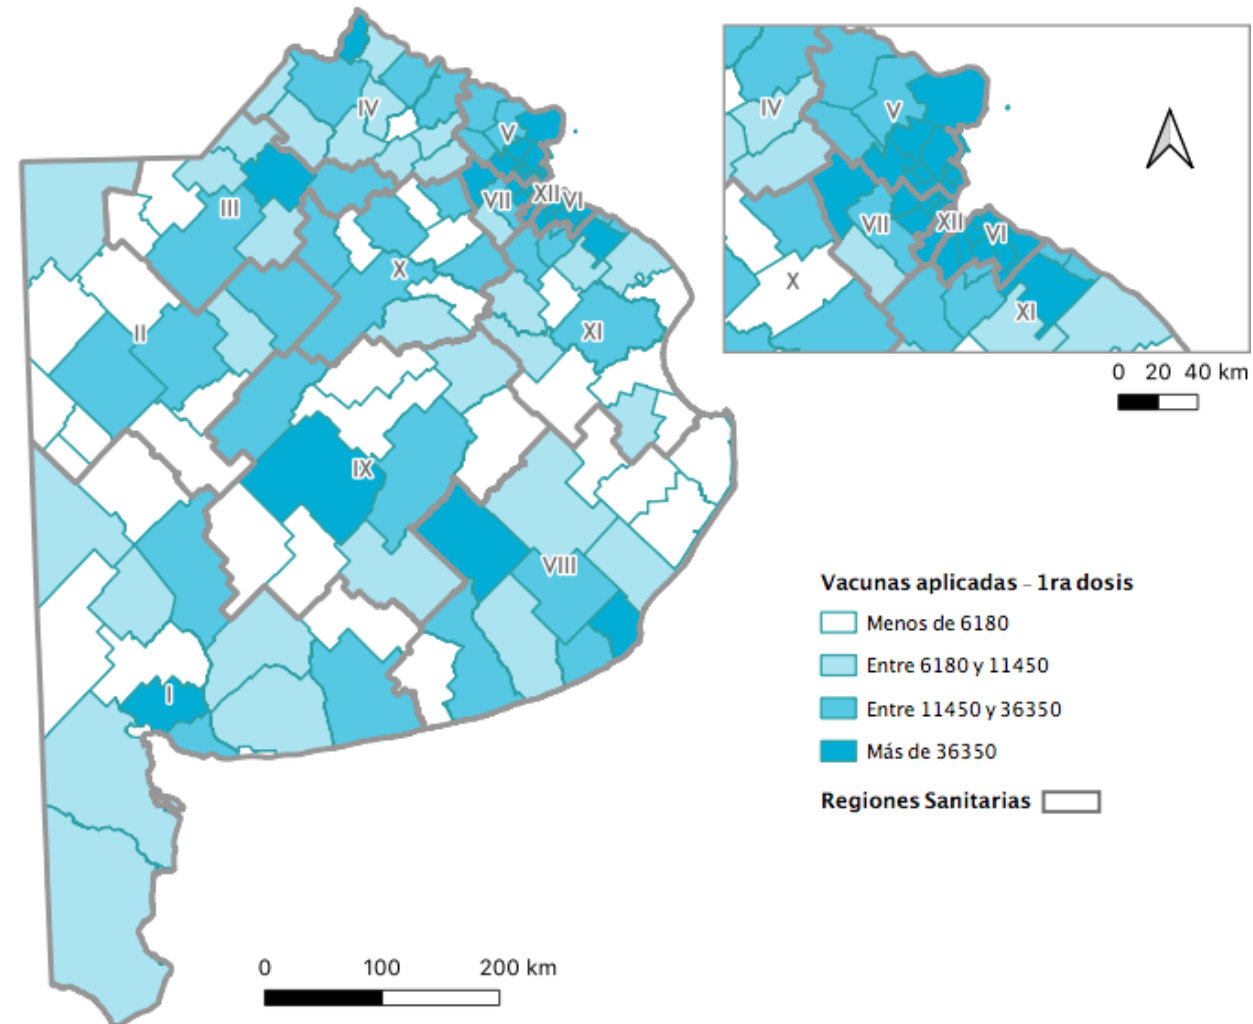 IV
V
III
VII
XII
VI
X
II
XI
IX
VIII
I
IV
V
VII
XII
VI
X
XI
0 20 40 km
Vacunas aplicadas – 1ra dosis
Menos de 6180
Entre 6180 y 11450
Entre 11450 y 36350
Más de 36350
Regiones Sanitarias
0 100 200 km